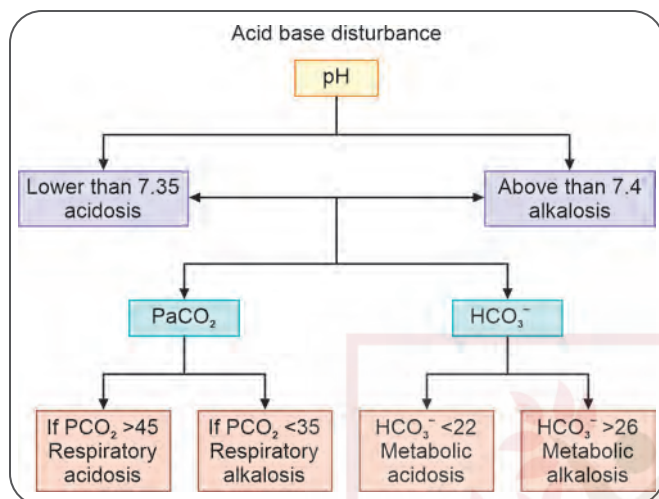 Acid base disturbance
pH
Lower than 7.35
acidosis
Above than 7.4
alkalosis
PaCO₂
HCO₃⁻
If PCO₂ >45
Respiratory
acidosis
If PCO₂ <35
Respiratory
alkalosis
HCO₃⁻ <22
Metabolic
acidosis
HCO₃⁻ >26
Metabolic
alkalosis